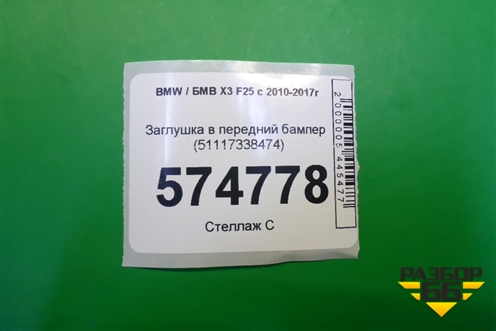 BMW / БМВ X3 F25 с 2010-2017г
Заглушка в передний бампер
(51117338474)
574778
Стеллаж С
2000005445477
РАЗБОР
66